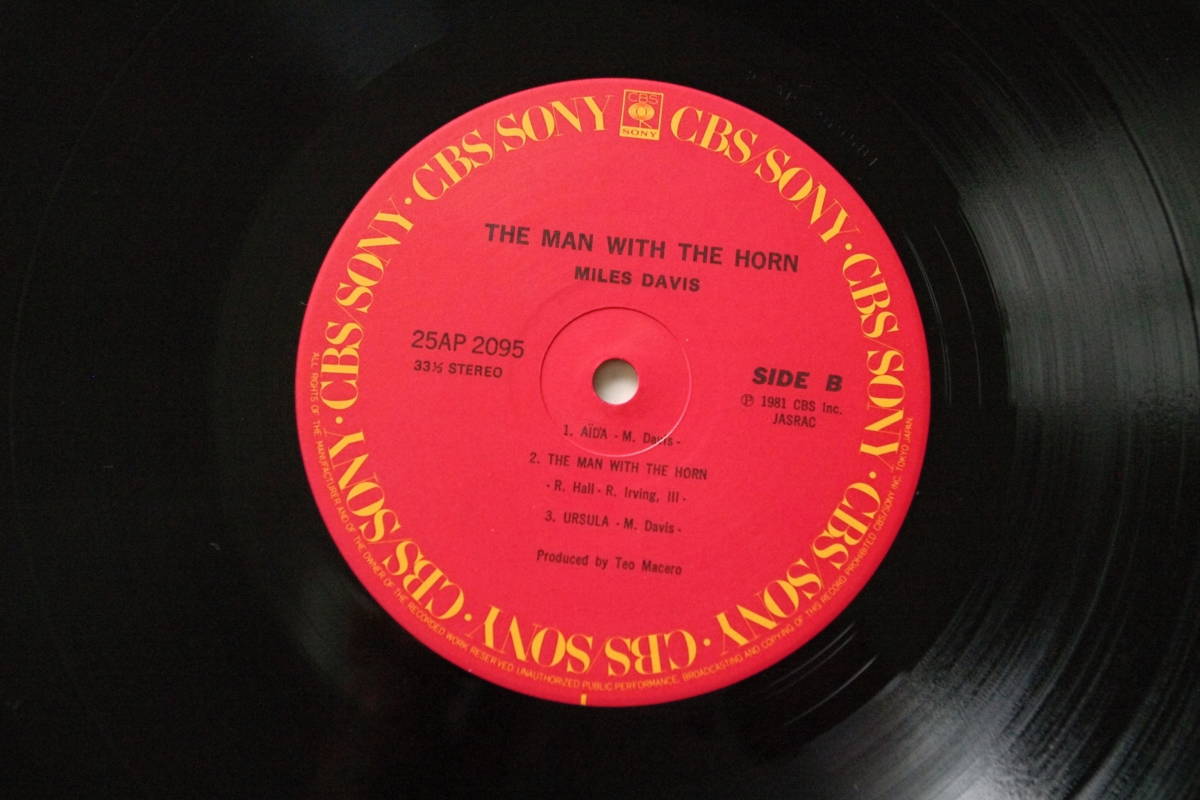 CBS/SONY · CBS/SONY · CBS/SONY · CBS/SONY · CBS/SONY · CBS/SONY · CBS/SONY · CBS/SONY
CBS
SONY
THE MAN WITH THE HORN
MILES DAVIS
25AP 2095
33⅓ STEREO
SIDE B
Ⓟ 1981 CBS Inc.
JASRAC
1. AÏDA - M. Davis -
2. THE MAN WITH THE HORN
- R. Hall - R. Irving, III -
3. URSULA - M. Davis -
Produced by Teo Macero
ALL RIGHTS OF THE MANUFACTURER AND OF THE OWNER OF THE RECORDED WORK RESERVED. UNAUTHORIZED PUBLIC PERFORMANCE, BROADCASTING AND COPYING OF THIS RECORD PROHIBITED CBS/SONY INC. TOKYO JAPAN